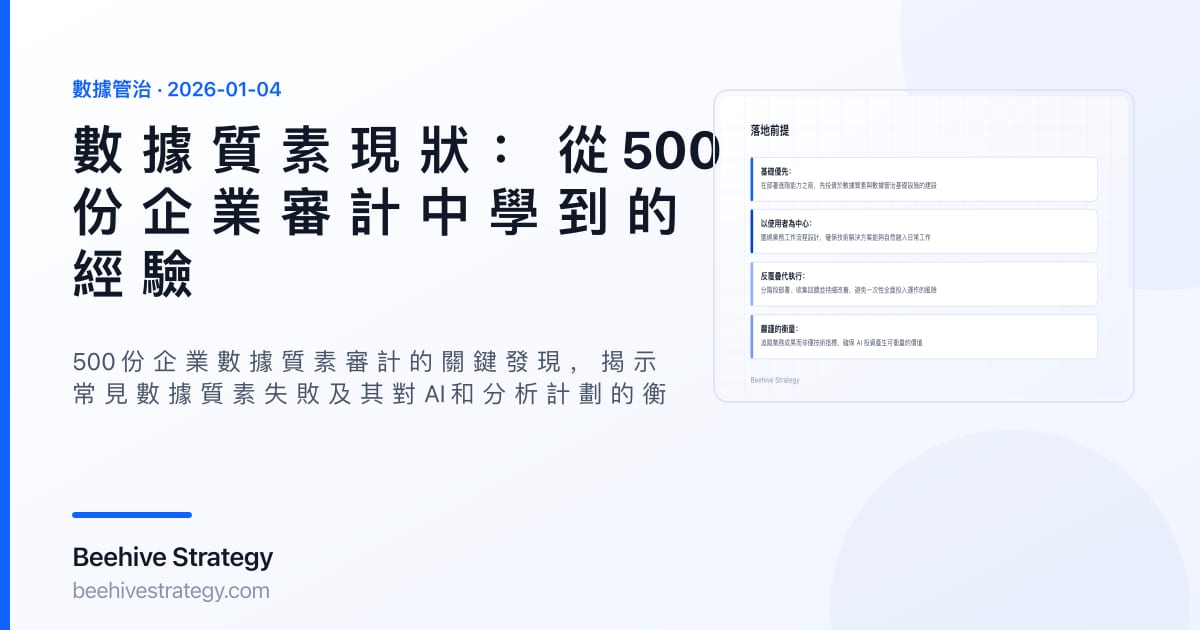 數據管治 · 2026-01-04
數據質素現狀：從500
份企業審計中學到的
經驗
500份企業數據質素審計的關鍵發現，揭示
常見數據質素失敗及其對AI和分析計劃的衡
Beehive Strategy
beehivestrategy.com
落地前提
基礎優先：
在部署進階能力之前，先投資於數據質素與數據管治基礎設施的建設
以使用者為中心：
圍繞業務工作流程設計，確保技術解決方案能夠自然融入日常工作
反覆疊代執行：
分階段部署、收集回饋並持續改善，避免一次性全面投入運作的風險
嚴謹的衡量：
追蹤業務成果而非僅技術指標，確保 AI 投資產生可衡量的價值
Beehive Strategy